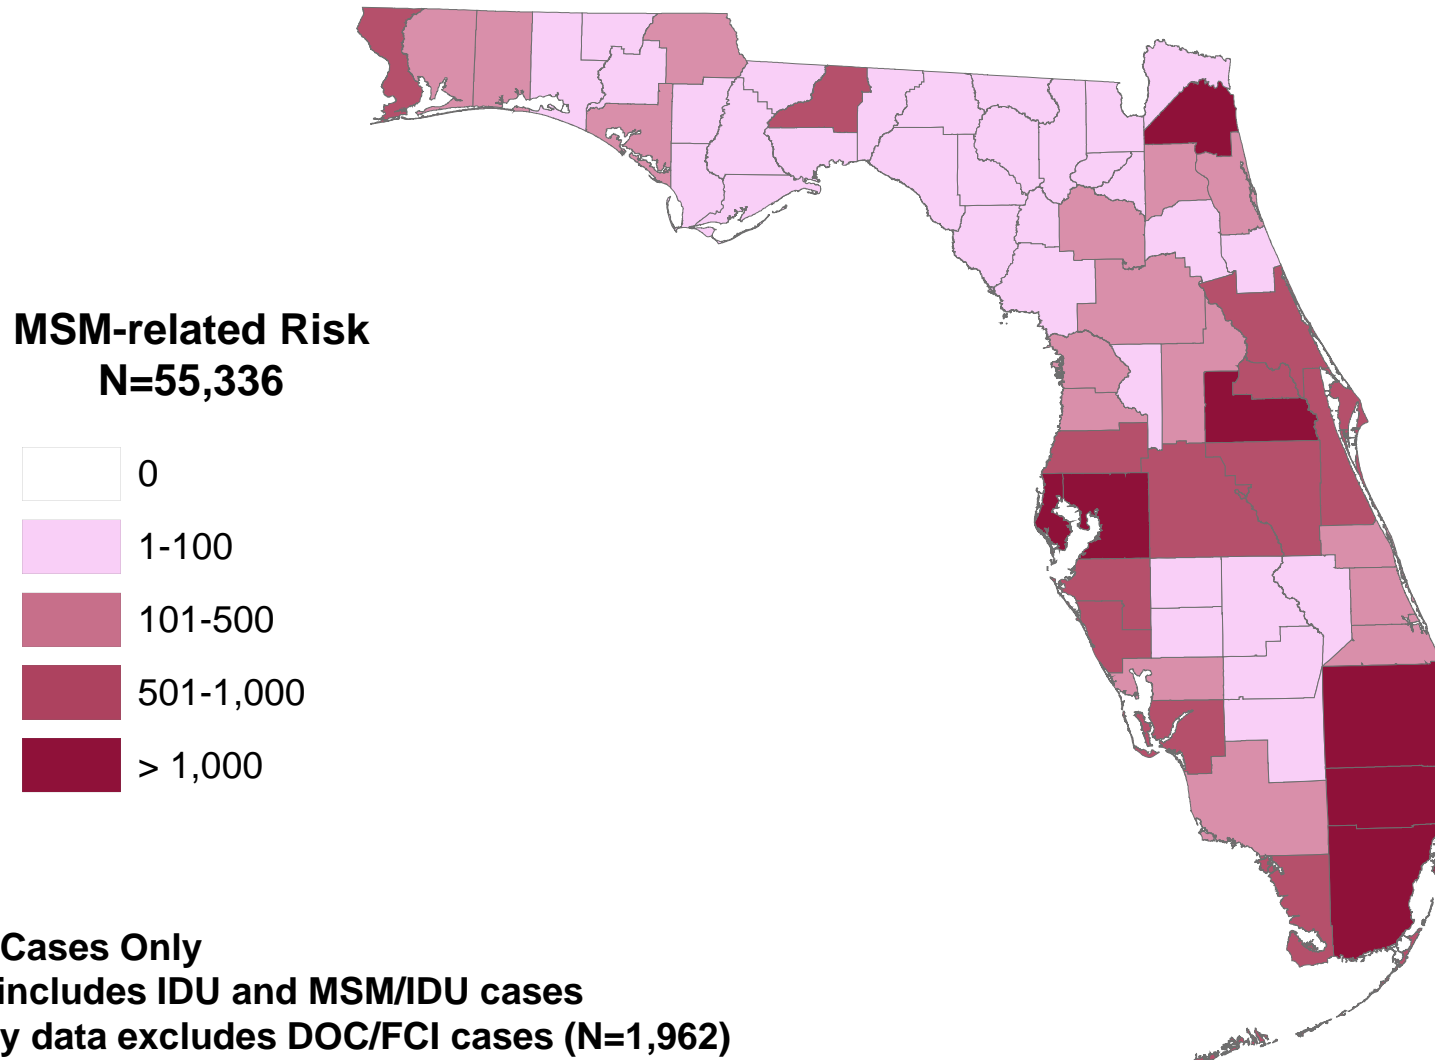 MSM-related Risk
N=55,336
0
1-100
101-500
501-1,000
> 1,000
Cases Only
includes IDU and MSM/IDU cases
y data excludes DOC/FCI cases (N=1,962)